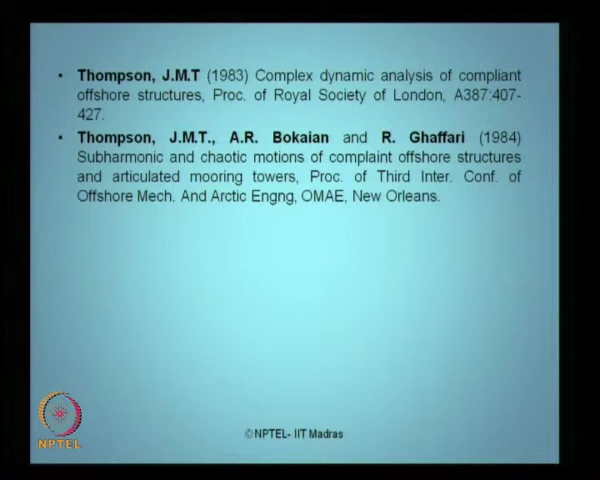 • Thompson, J.M.T (1983) Complex dynamic analysis of compliant
offshore structures, Proc. of Royal Society of London, A387:407-
427.
• Thompson, J.M.T., A.R. Bokaian and R. Ghaffari (1984)
Subharmonic and chaotic motions of complaint offshore structures
and articulated mooring towers, Proc. of Third Inter. Conf. of
Offshore Mech. And Arctic Engng, OMAE, New Orleans.
NPTEL
©NPTEL- IIT Madras